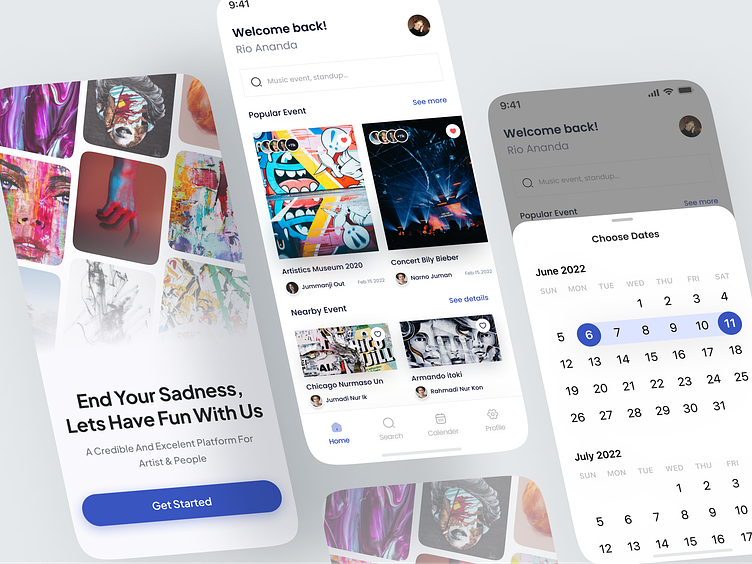 End Your Sadness,
Lets Have Fun With Us
A Credible And Excelent Platform For
Artist & People
Get Started
9:41
Welcome back!
Rio Ananda
Music event, standup...
Popular Event
See more
Artistics Museum 2020
Jummanji Out
Feb 15 2022
Concert Bily Bieber
Namo Juman
Feb 15 2022
Nearby Event
See details
Chicago Nurmaso Un
Jumadi Nur Ik
Armando itoki
Rahmadi Nur Kon
Home
Search
Calender
Profile
9:41
Welcome back!
Rio Ananda
Music event, standup...
Popular Event
See more
Choose Dates
June 2022
SUN MON TUE WED THU FRI SAT
1 2 3 4
5 6 7 8 9 10 11
12 13 14 15 16 17 18
19 20 21 22 23 24 25
26 27 28 29 30 31
July 2022
SUN MON TUE WED THU FRI
1 2 3
5 6 7 8 9 10
12 13 14 15 16 17